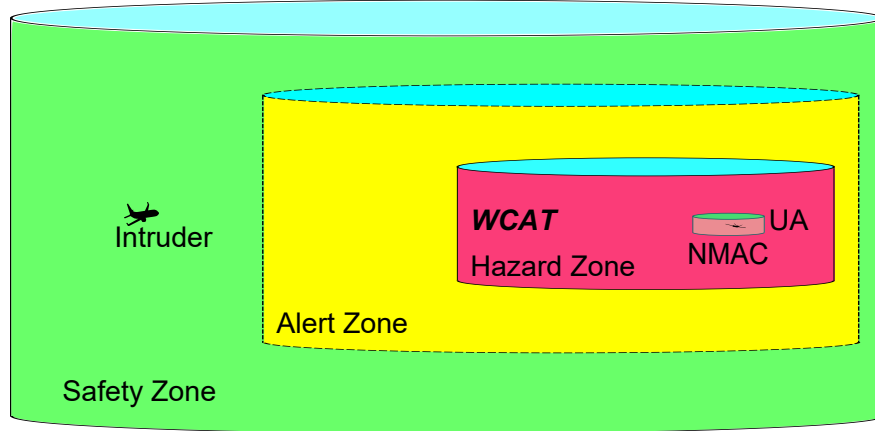 WCAT
UA
Intruder
NMAC
Hazard Zone
Alert Zone
Safety Zone